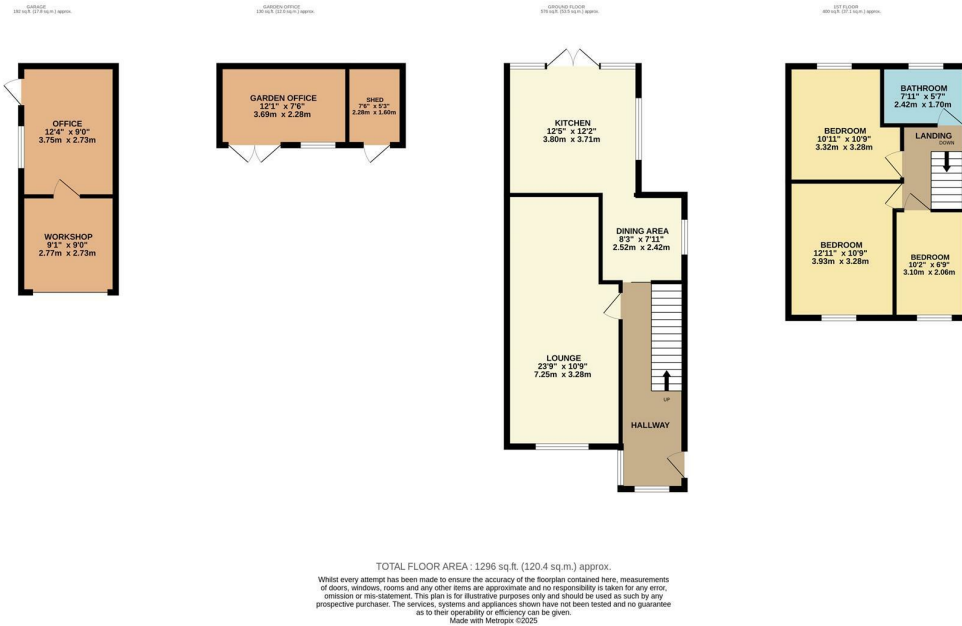 GARAGE
GARDEN OFFICE
GROUND FLOOR
1ST FLOOR
OFFICE
12'4" x 9'0"
3.75m x 2.73m
WORKSHOP
9'1" x 9'0"
2.77m x 2.73m
GARDEN OFFICE
12'1" x 7'6"
3.69m x 2.28m
SHED
7'6" x 5'3"
2.28m x 1.60m
KITCHEN
12'5" x 12'2"
3.80m x 3.71m
DINING AREA
8'3" x 7'11"
2.52m x 2.42m
LOUNGE
23'9" x 10'9"
7.25m x 3.28m
UP
HALLWAY
BATHROOM
7'11" x 5'7"
2.42m x 1.70m
BEDROOM
10'11" x 10'9"
3.32m x 3.28m
LANDING
DOWN
BEDROOM
12'11" x 10'9"
3.93m x 3.28m
BEDROOM
10'2" x 6'9"
3.10m x 2.06m
TOTAL FLOOR AREA : 1296 sq.ft. (120.4 sq.m.) approx.
Whilst every attempt has been made to ensure the accuracy of the floorplan contained here, measurements
of doors, windows, rooms and any other items are approximate and no responsibility is taken for any error,
omission or mis-statement. This plan is for illustrative purposes only and should be used as such by any
prospective purchaser. The services, systems and appliances shown have not been tested and no guarantee
as to their operability or efficiency can be given.
Made with Metropix ©2025